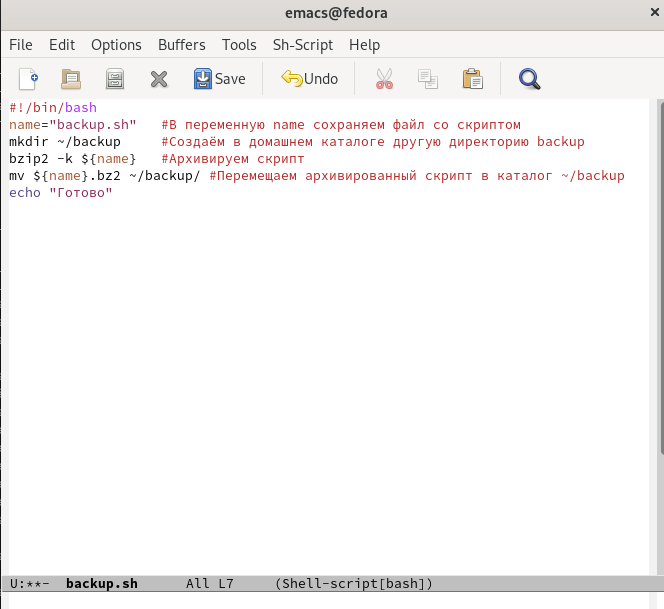 emacs@fedora
File Edit Options Buffers Tools Sh-Script Help
Save Undo
#!/bin/bash
name="backup.sh"   #В переменную name сохраняем файл со скриптом
mkdir ~/backup     #Создаём в домашнем каталоге другую директорию backup
bzip2 -k ${name}   #Архивируем скрипт
mv ${name}.bz2 ~/backup/ #Перемещаем архивированный скрипт в каталог ~/backup
echo "Готово"
U:**-  backup.sh      All L7     (Shell-script[bash])